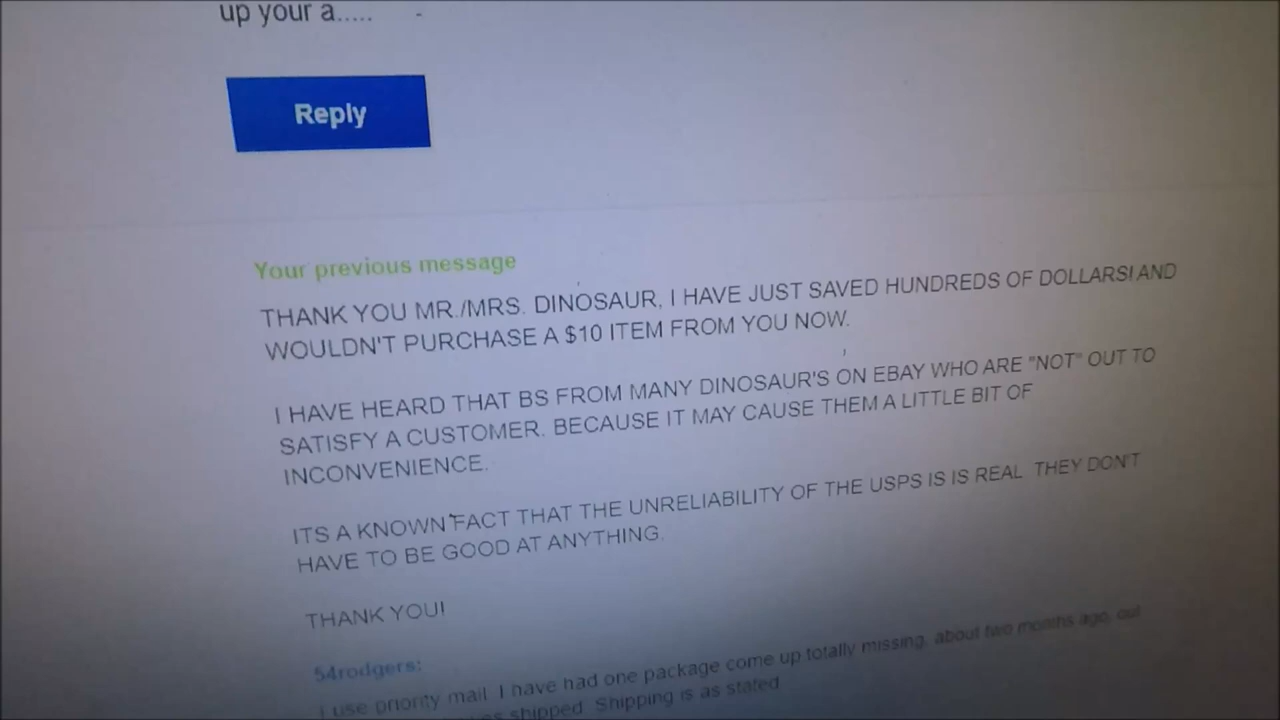 up your a.....
Reply
Your previous message
THANK YOU MR./MRS. DINOSAUR, I HAVE JUST SAVED HUNDREDS OF DOLLARS! AND
WOULDN'T PURCHASE A $10 ITEM FROM YOU NOW.
I HAVE HEARD THAT BS FROM MANY DINOSAUR'S ON EBAY WHO ARE "NOT" OUT TO
SATISFY A CUSTOMER. BECAUSE IT MAY CAUSE THEM A LITTLE BIT OF
INCONVENIENCE.
ITS A KNOWN FACT THAT THE UNRELIABILITY OF THE USPS IS IS REAL THEY DON'T
HAVE TO BE GOOD AT ANYTHING.
THANK YOU!
54rodgers:
I use priority mail. I have had one package come up totally missing, about two months ago, out
shipped. Shipping is as stated